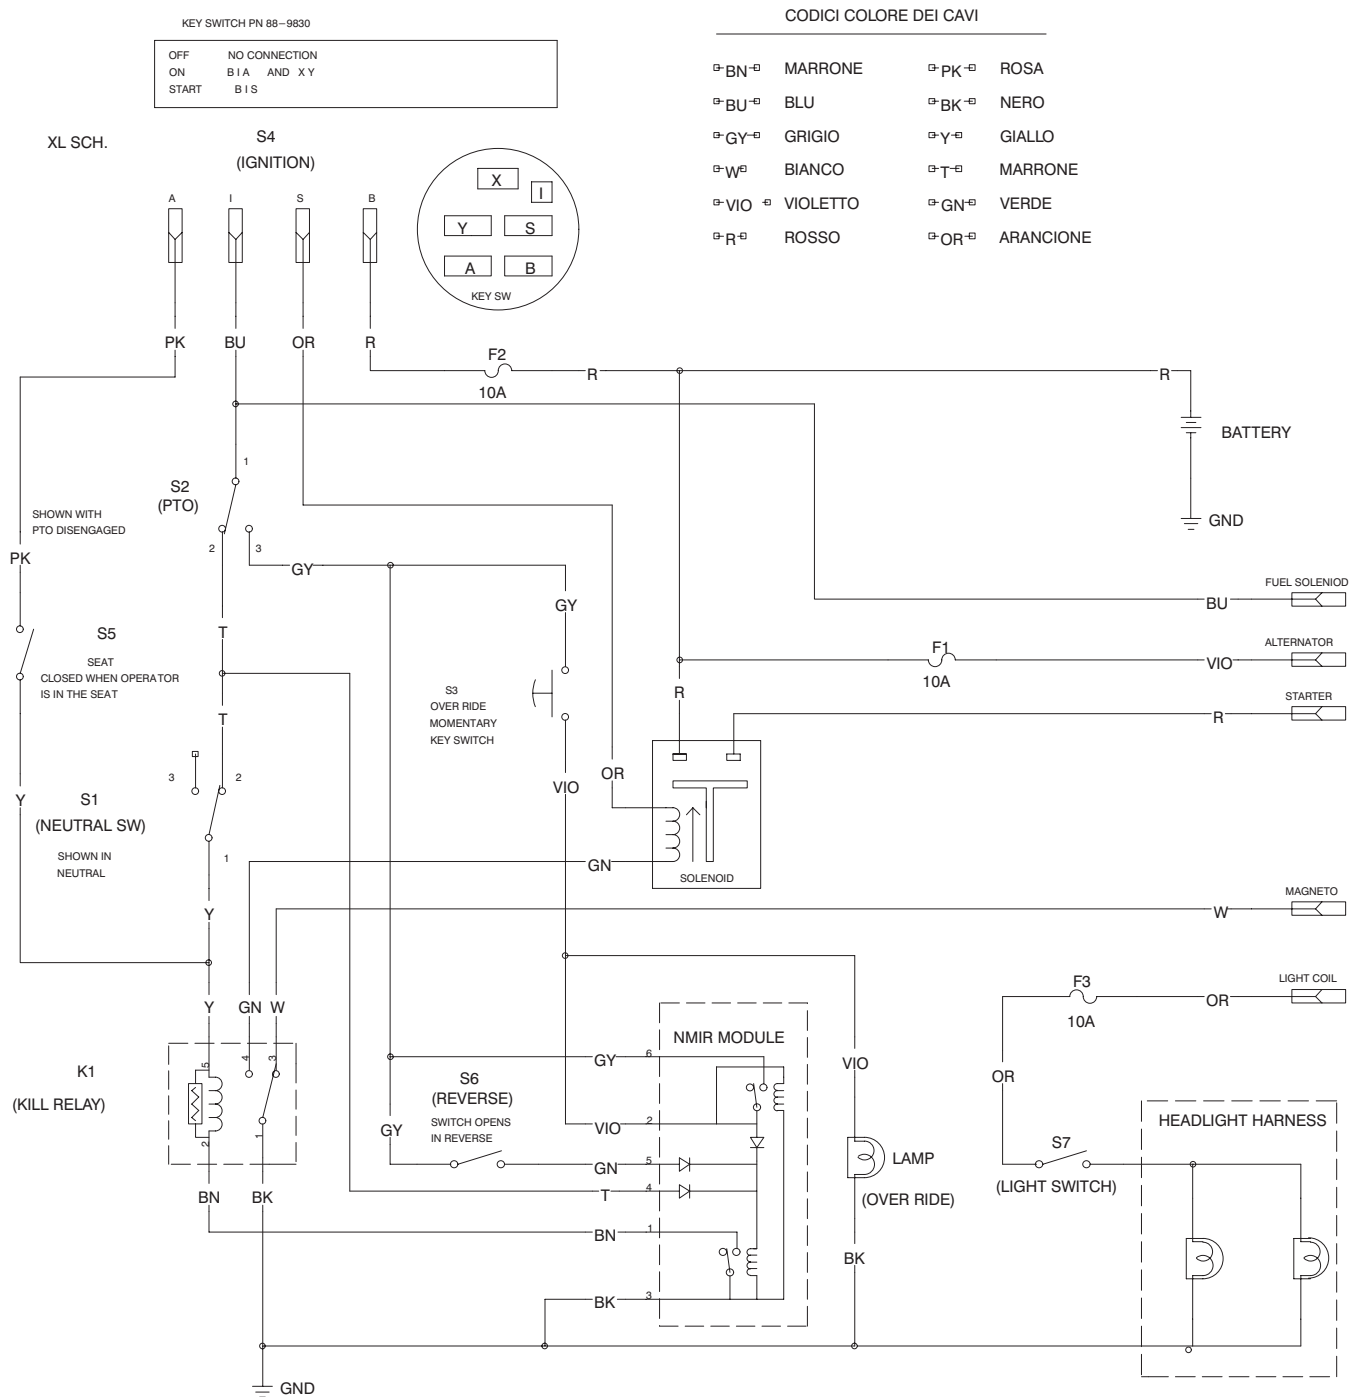 KEY SWITCH PN 88–9830
OFF NO CONNECTION
ON B I A AND X Y
START B I S
CODICI COLORE DEI CAVI
BN MARRONE PK ROSA
BU BLU BK NERO
GY GRIGIO Y GIALLO
W BIANCO T MARRONE
VIO VIOLETTO GN VERDE
R ROSSO OR ARANCIONE
XL SCH.
S4
(IGNITION)
A I S B
X
I
Y S
A B
KEY SW
PK BU OR R
F2
10A
R
R
BATTERY
GND
1
S2
(PTO)
2
3
SHOWN WITH
PTO DISENGAGED
PK
GY
GY
T
S5
SEAT
CLOSED WHEN OPERATOR
IS IN THE SEAT
FUEL SOLENIOD
BU
ALTERNATOR
F1
10A
VIO
STARTER
R
R
S3
OVER RIDE
MOMENTARY
KEY SWITCH
T
VIO
OR
3
2
Y
S1
(NEUTRAL SW)
SHOWN IN
NEUTRAL
1
GN
SOLENOID
MAGNETO
W
Y
LIGHT COIL
F3
10A
OR
Y GN W
K1
(KILL RELAY)
5
4
3
2
1
NMIR MODULE
GY 6
S6
(REVERSE)
SWITCH OPENS
IN REVERSE
GY
VIO 2
GN 5
T 4
BN 1
BK 3
VIO
LAMP
(OVER RIDE)
BK
OR
S7
(LIGHT SWITCH)
HEADLIGHT HARNESS
BN BK
GND